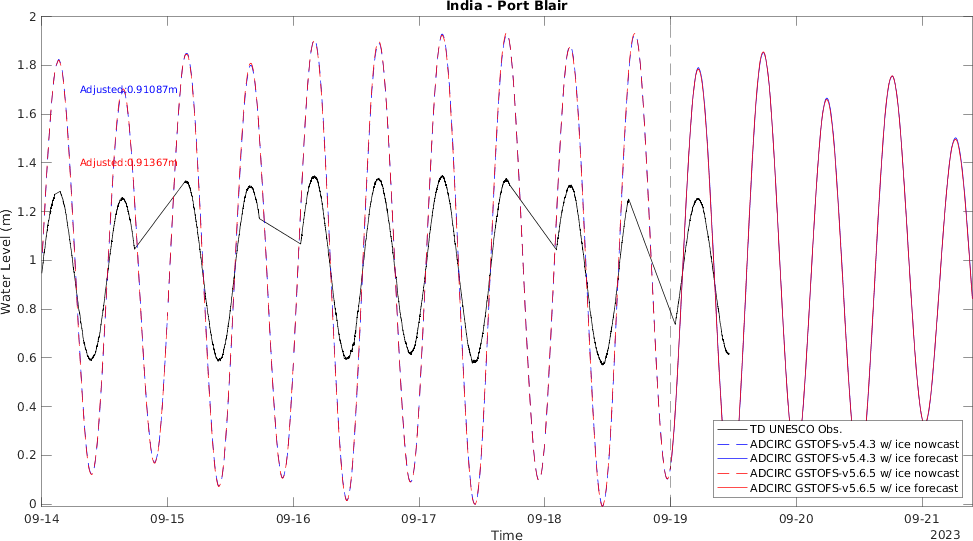 India - Port Blair
2
1.8
1.6
1.4
1.2
1
0.8
0.6
0.4
0.2
0
Water Level (m)
Adjusted:0.91087m
Adjusted:0.91367m
TD UNESCO Obs.
ADCIRC GSTOFS-v5.4.3 w/ ice nowcast
ADCIRC GSTOFS-v5.4.3 w/ ice forecast
ADCIRC GSTOFS-v5.6.5 w/ ice nowcast
ADCIRC GSTOFS-v5.6.5 w/ ice forecast
09-14 09-15 09-16 09-17 09-18 09-19 09-20 09-21
Time
2023